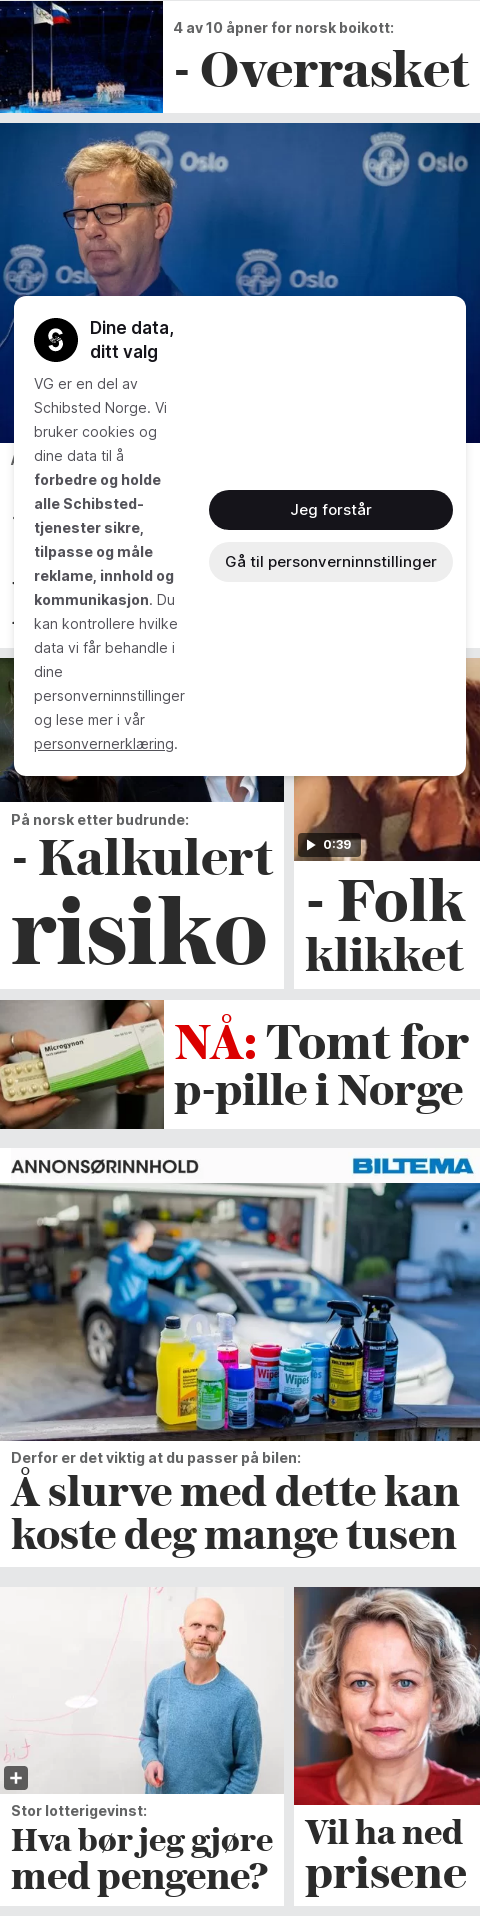 4 av 10 åpner for norsk boikott:
- Overrasket
Oslo
Oslo
Oslo
Oslo
Dine data,
ditt valg
VG er en del av
Schibsted Norge. Vi
bruker cookies og
dine data til å
forbedre og holde
alle Schibsted-
tjenester sikre,
tilpasse og måle
reklame, innhold og
kommunikasjon. Du
kan kontrollere hvilke
data vi får behandle i
dine
personverninnstillinger
og lese mer i vår
personvernerklæring.
Jeg forstår
Gå til personverninnstillinger
0:39
På norsk etter budrunde:
- Kalkulert
risiko
- Folk
klikket
Microgynon
NÅ: Tomt for
p-pille i Norge
ANNONSØRINNHOLD
BILTEMA
Wipes
Wipes
BILTEMA
Derfor er det viktig at du passer på bilen:
Å slurve med dette kan
koste deg mange tusen
Stor lotterigevinst:
Hva bør jeg gjøre
med pengene?
Vil ha ned
prisene